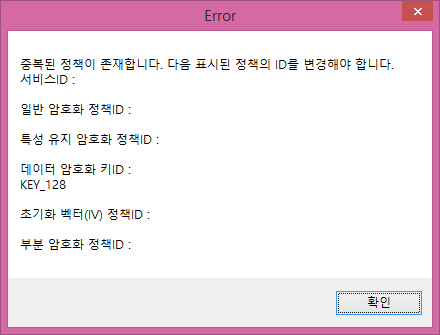 Error
중복된 정책이 존재합니다. 다음 표시된 정책의 ID를 변경해야 합니다.
서비스ID :
일반 암호화 정책ID :
특성 유지 암호화 정책ID :
데이터 암호화 키ID :
KEY_128
초기화 벡터(IV) 정책ID :
부분 암호화 정책ID :
확인